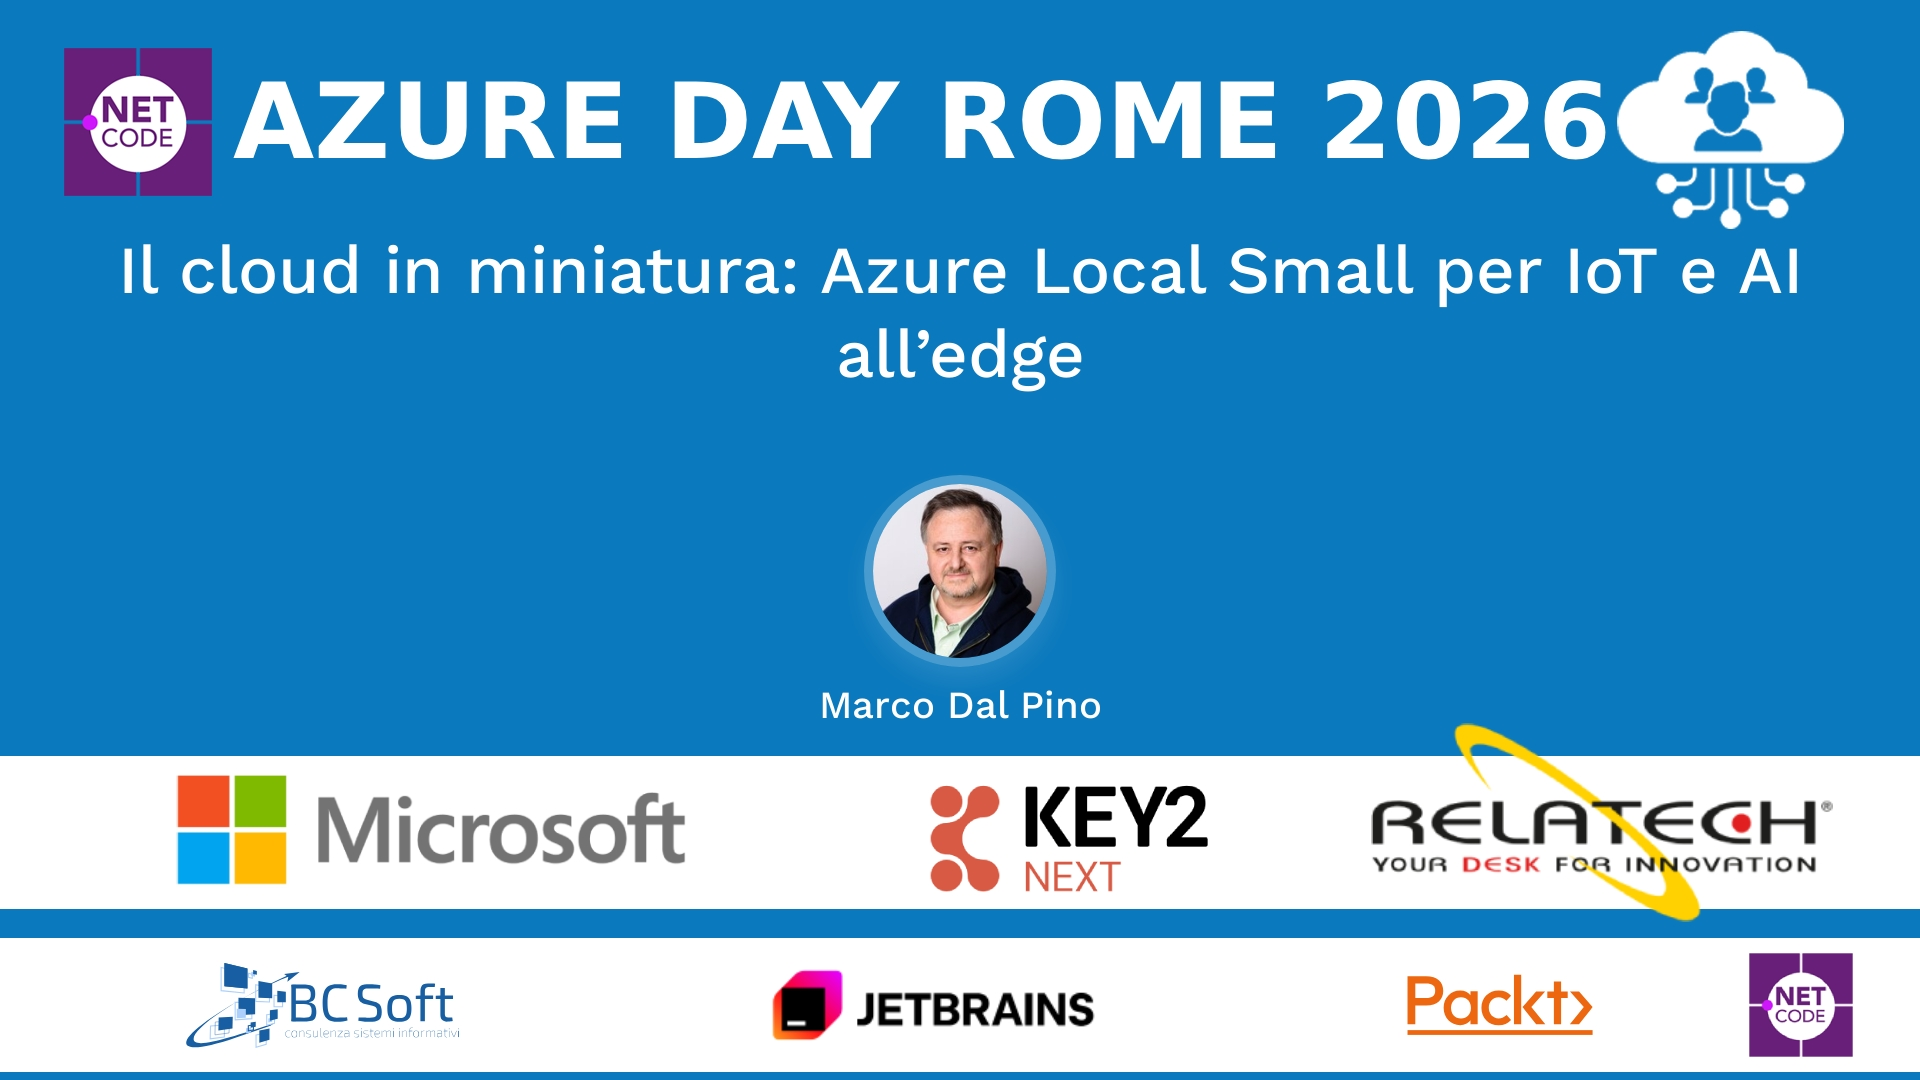 NET
CODE
AZURE DAY ROME 2026
Il cloud in miniatura: Azure Local Small per IoT e AI
all’edge
Marco Dal Pino
Microsoft
KEY2
NEXT
RELATECH®
YOUR DESK FOR INNOVATION
BC Soft
consulenza sistemi informativi
JETBRAINS
Packt>
NET
CODE